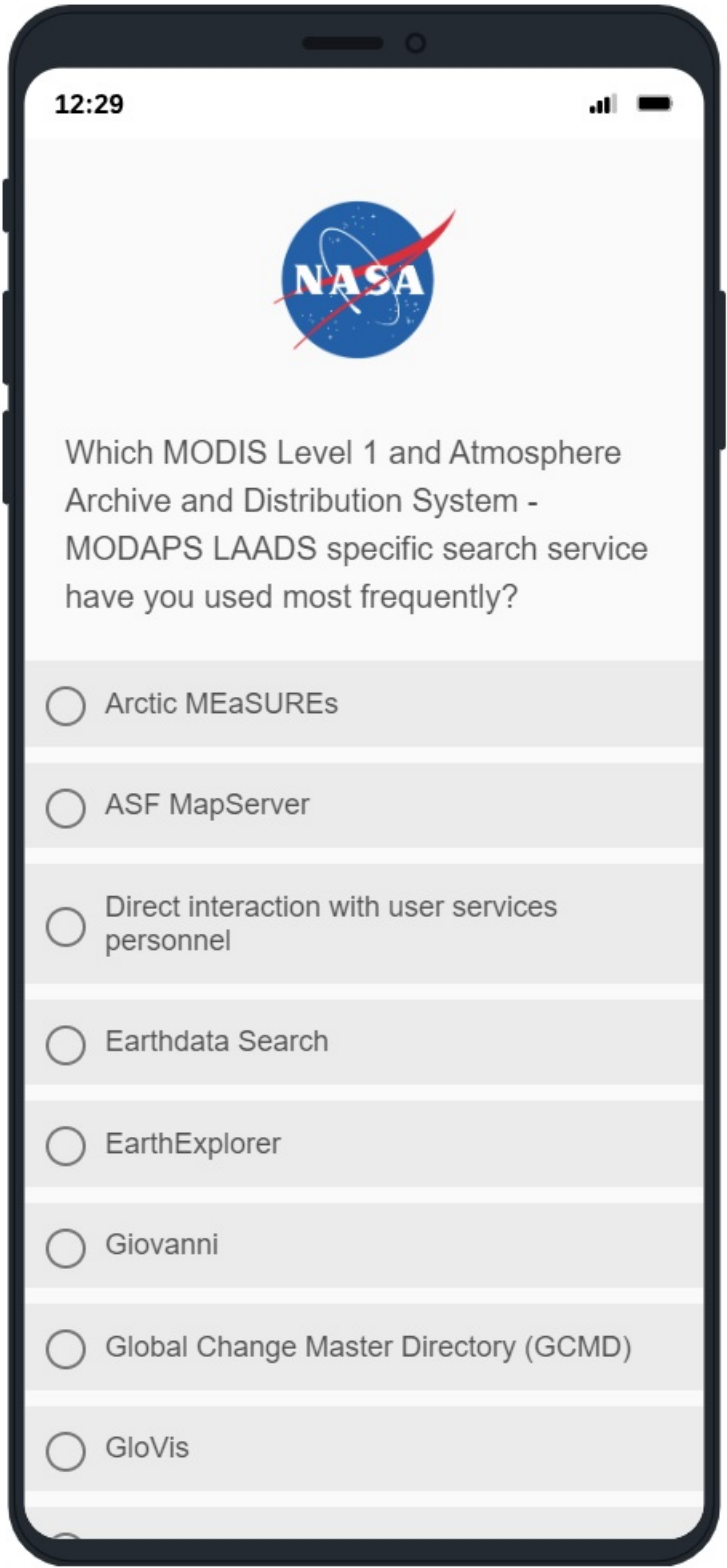 12:29
NASA
Which MODIS Level 1 and Atmosphere
Archive and Distribution System -
MODAPS LAADS specific search service
have you used most frequently?
Arctic MEaSUREs
ASF MapServer
Direct interaction with user services
personnel
Earthdata Search
EarthExplorer
Giovanni
Global Change Master Directory (GCMD)
GloVis